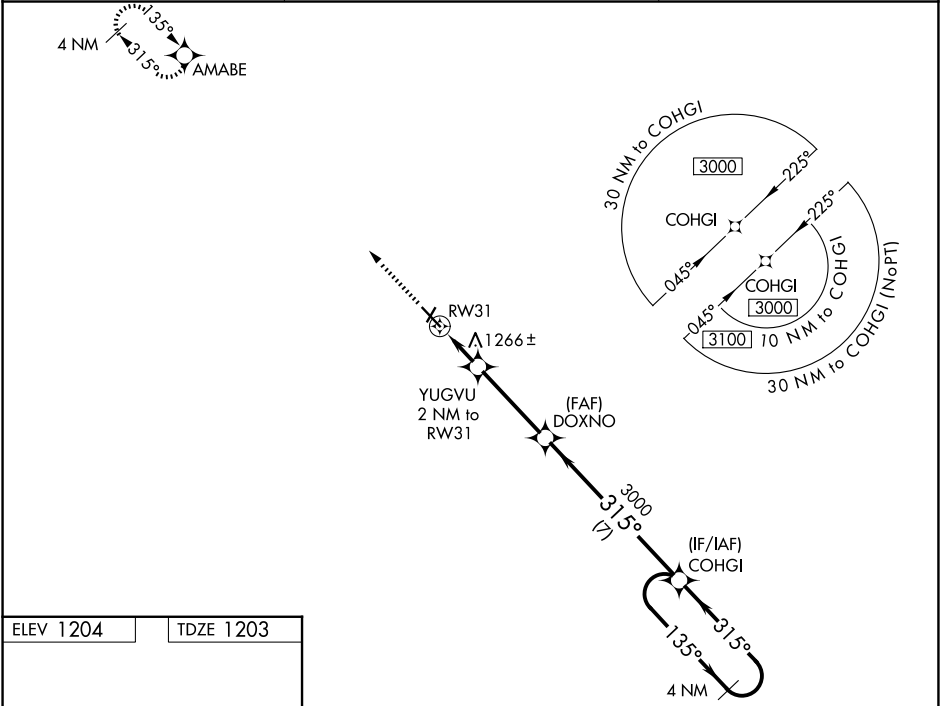 135°
4 NM
315°
AMABE
30 NM to COHGI
3000
225°
COHGI
045°
225°
COHGI
3000
045°
3100
10 NM to COHGI
30 NM to COHGI (NoPT)
RW31
1266±
YUGVU
2 NM to
RW31
(FAF)
DOXNO
3000
315°
(7)
(IF/IAF)
COHGI
315°
135°
4 NM
ELEV 1204
TDZE 1203